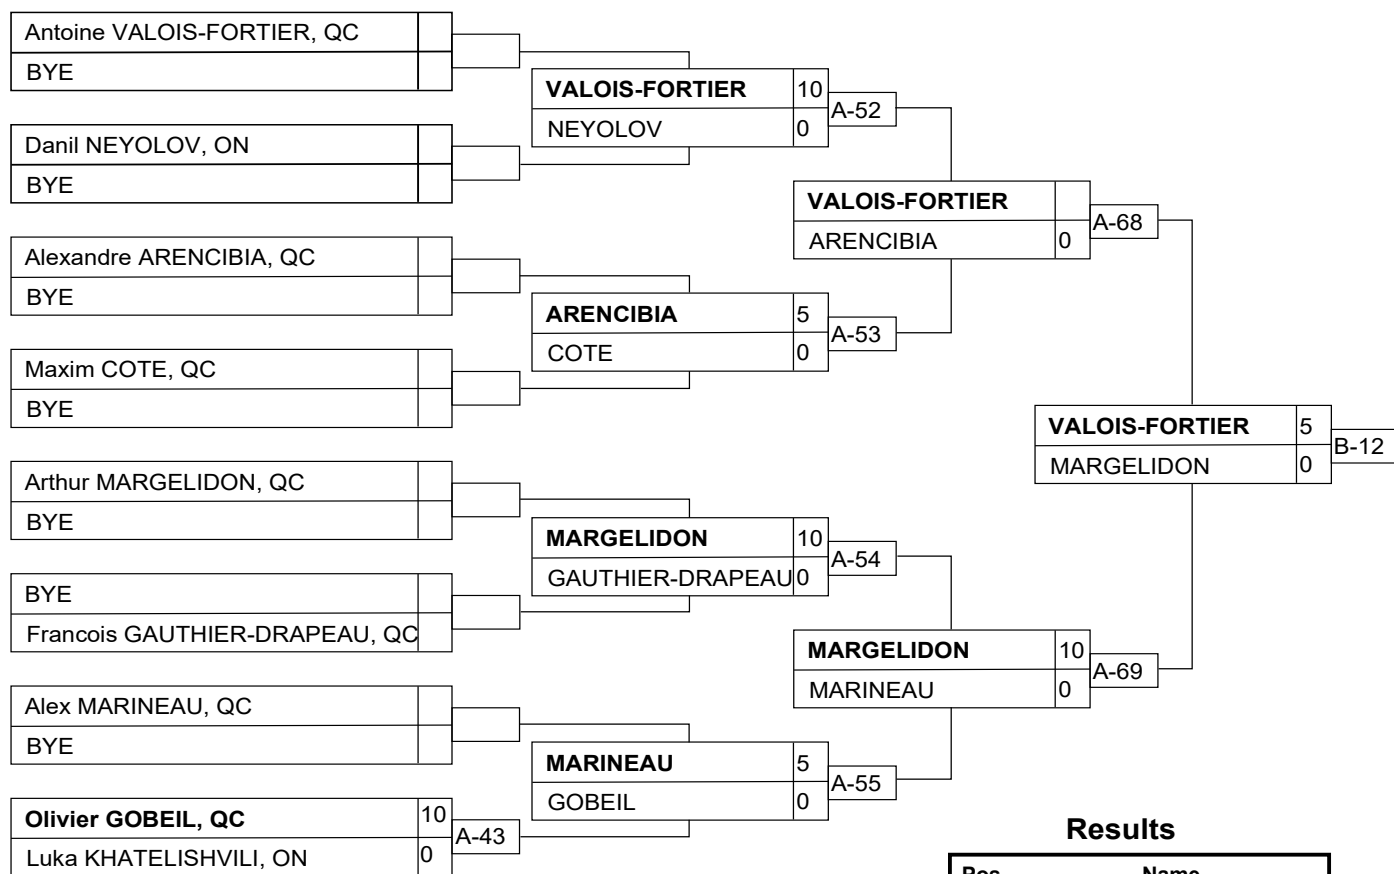 Antoine VALOIS-FORTIER, QC
BYE
Danil NEYOLOV, ON
BYE
Alexandre ARENCIBIA, QC
BYE
Maxim COTE, QC
BYE
Arthur MARGELIDON, QC
BYE
BYE
Francois GAUTHIER-DRAPEAU, QC
Alex MARINEAU, QC
BYE
Olivier GOBEIL, QC 10
Luka KHATELISHVILI, ON 0
A-43
VALOIS-FORTIER 10
NEYOLOV 0
A-52
ARENCIBIA 5
COTE 0
A-53
MARGELIDON 10
GAUTHIER-DRAPEAU 0
A-54
MARINEAU 5
GOBEIL 0
A-55
VALOIS-FORTIER
ARENCIBIA 0
A-68
MARGELIDON 10
MARINEAU 0
A-69
VALOIS-FORTIER 5
MARGELIDON 0
B-12
Results
Pos Name